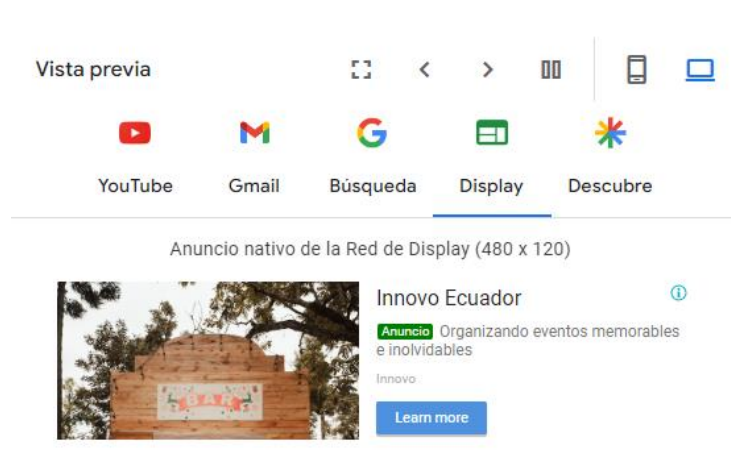 Vista previa
YouTube Gmail Búsqueda Display Descubre
Anuncio nativo de la Red de Display (480 x 120)
BAR
Innovo Ecuador
Anuncio Organizando eventos memorables
e inolvidables
Innovo
Learn more